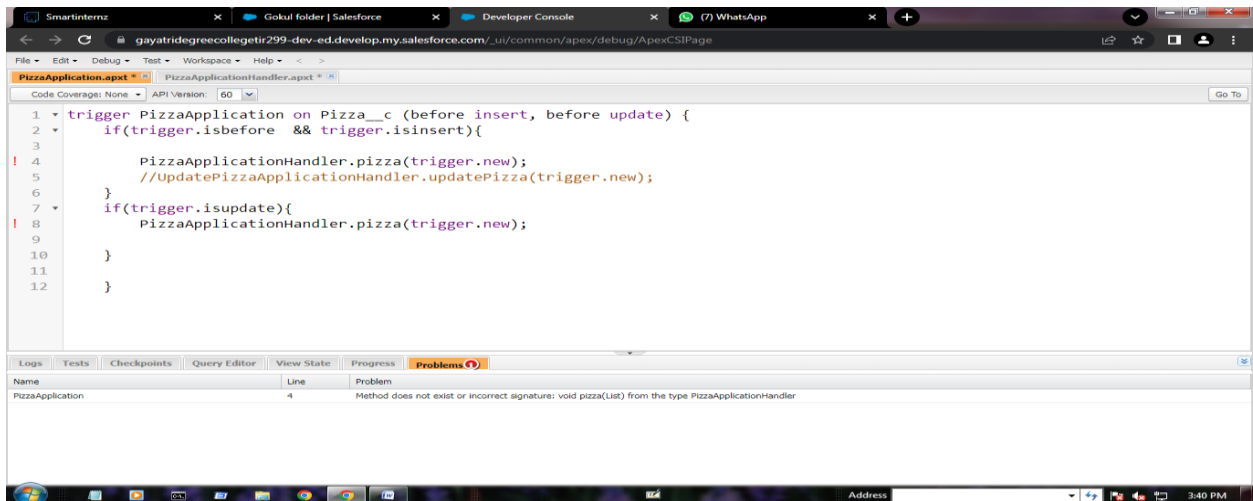 Smartinternz Gokul folder | Salesforce Developer Console (7) WhatsApp
gayatridegreecollegetir299-dev-ed.develop.my.salesforce.com/_ui/common/apex/debug/ApexCSIPage
File Edit Debug Test Workspace Help < >
PizzaApplication.apxt * PizzaApplicationHandler.apxt *
Code Coverage: None API Version: 60 Go To
1 trigger PizzaApplication on Pizza__c (before insert, before update) {
2 if(trigger.isbefore && trigger.isinsert){
3
! 4 PizzaApplicationHandler.pizza(trigger.new);
5 //UpdatePizzaApplicationHandler.updatePizza(trigger.new);
6 }
7 if(trigger.isupdate){
! 8 PizzaApplicationHandler.pizza(trigger.new);
9
10 }
11
12 }
Logs Tests Checkpoints Query Editor View State Progress Problems 1
Name Line Problem
PizzaApplication 4 Method does not exist or incorrect signature: void pizza(List) from the type PizzaApplicationHandler
Address 3:40 PM